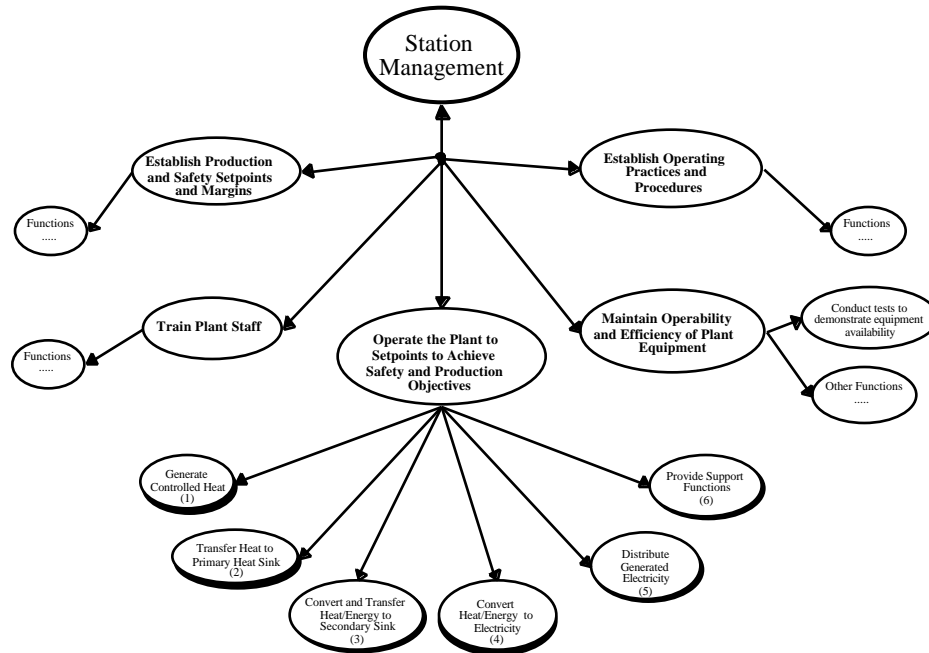 Station
Management
Establish Production
and Safety Setpoints
and Margins
Establish Operating
Practices and
Procedures
Functions
.....
Functions
.....
Train Plant Staff
Operate the Plant to
Setpoints to Achieve
Safety and Production
Objectives
Maintain Operability
and Efficiency of Plant
Equipment
Conduct tests to
demonstrate equipment
availability
Functions
.....
Other Functions
.....
Generate
Controlled Heat
(1)
Provide Support
Functions
(6)
Transfer Heat to
Primary Heat Sink
(2)
Distribute
Generated
Electricity
(5)
Convert and Transfer
Heat/Energy to
Secondary Sink
(3)
Convert
Heat/Energy to
Electricity
(4)